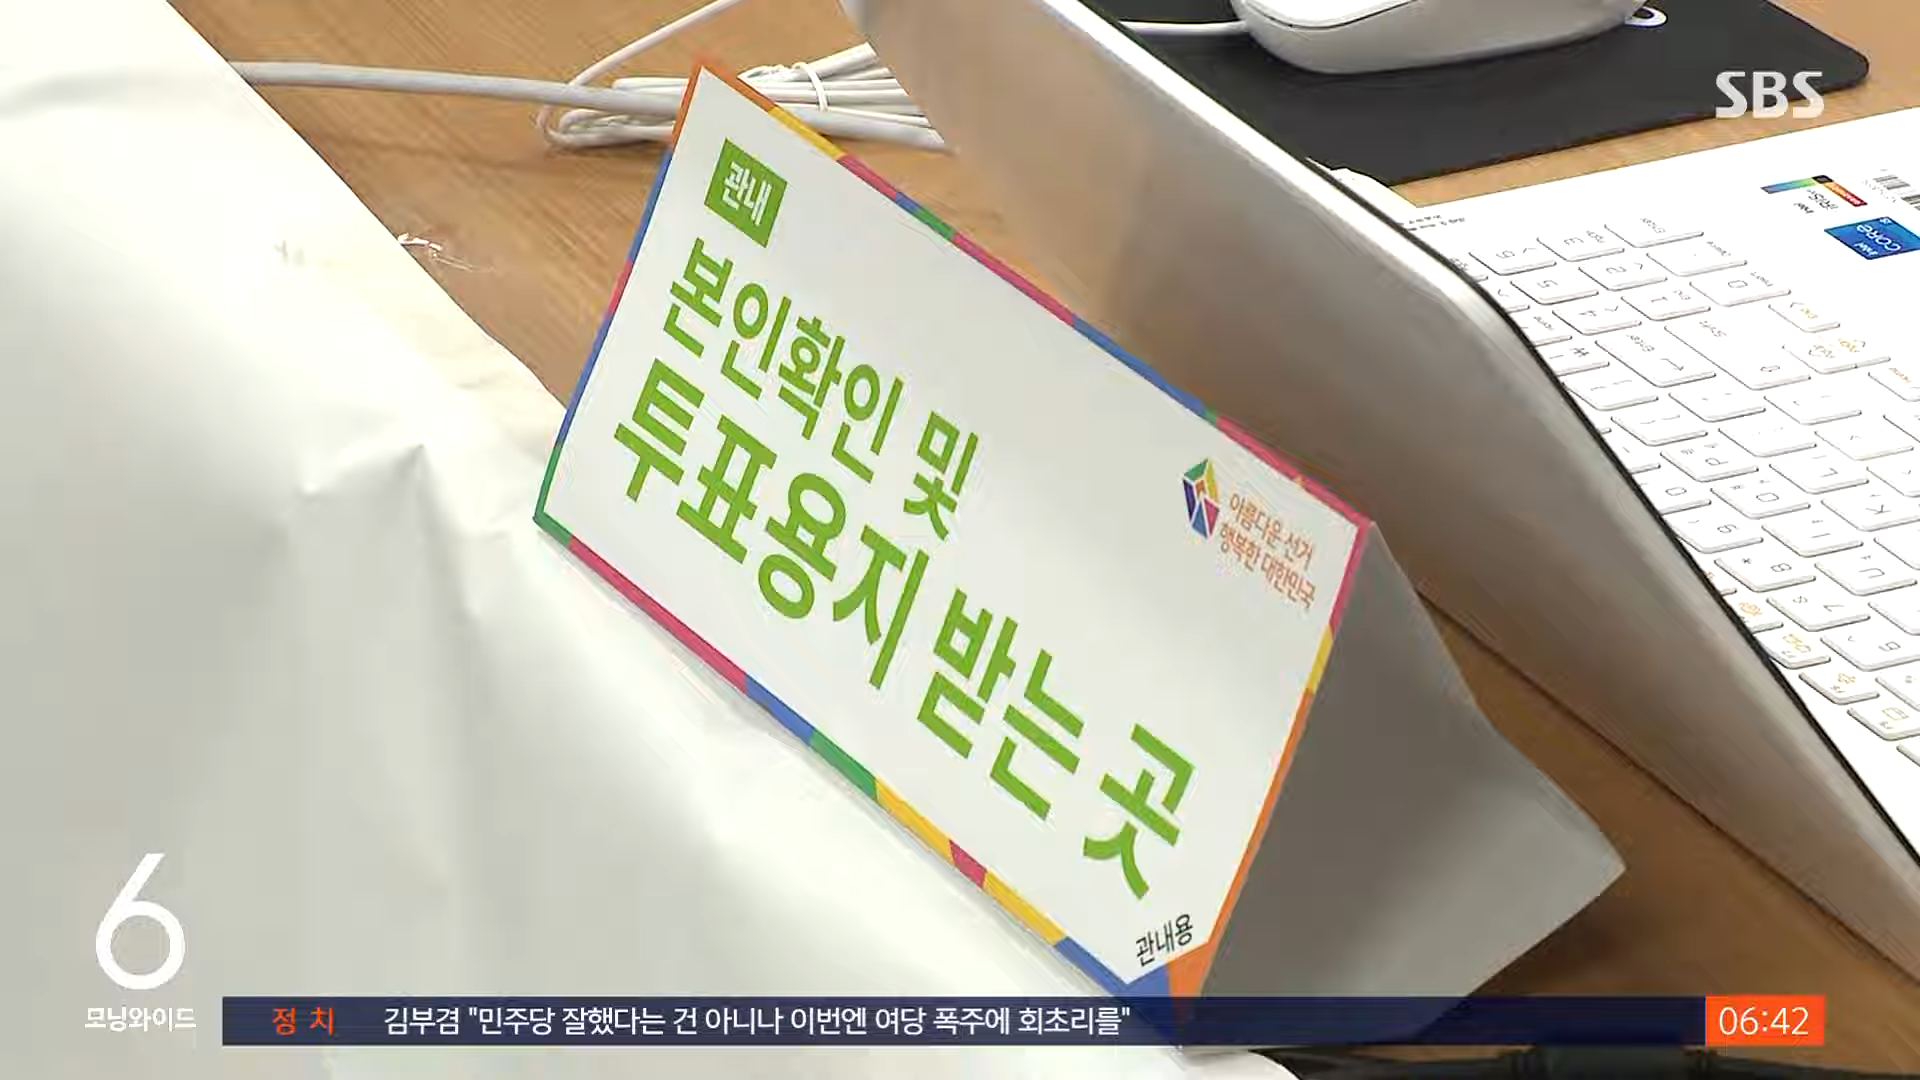 SBS
관내
본인확인 및
투표용지 받는 곳
아름다운 선거
행복한 대한민국
관내용
intel
CORE
6
모닝와이드
정 치
김부겸 "민주당 잘했다는 건 아니나 이번엔 여당 폭주에 회초리를"
06:42